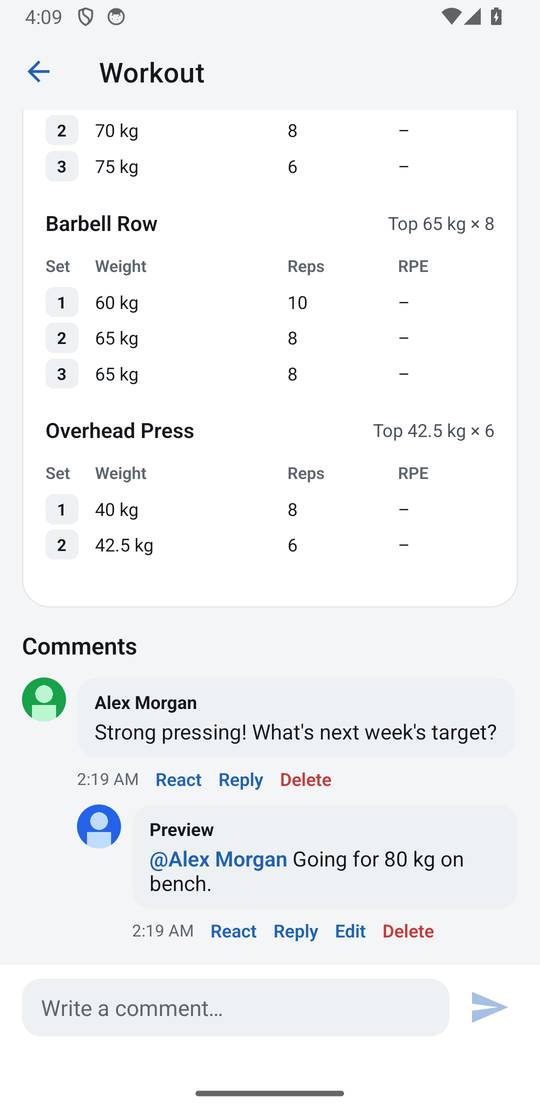 4:09
Workout
2 70 kg 8 –
3 75 kg 6 –
Barbell Row Top 65 kg × 8
Set Weight Reps RPE
1 60 kg 10 –
2 65 kg 8 –
3 65 kg 8 –
Overhead Press Top 42.5 kg × 6
Set Weight Reps RPE
1 40 kg 8 –
2 42.5 kg 6 –
Comments
Alex Morgan
Strong pressing! What's next week's target?
2:19 AM React Reply Delete
Preview
@Alex Morgan Going for 80 kg on
bench.
2:19 AM React Reply Edit Delete
Write a comment…